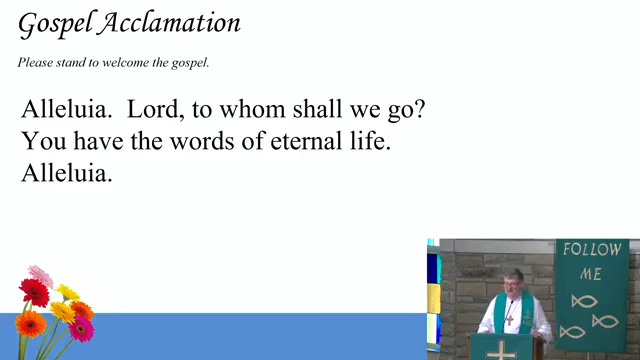 Gospel Acclamation
Please stand to welcome the gospel.
Alleluia. Lord, to whom shall we go?
You have the words of eternal life.
Alleluia.
FOLLOW
ME